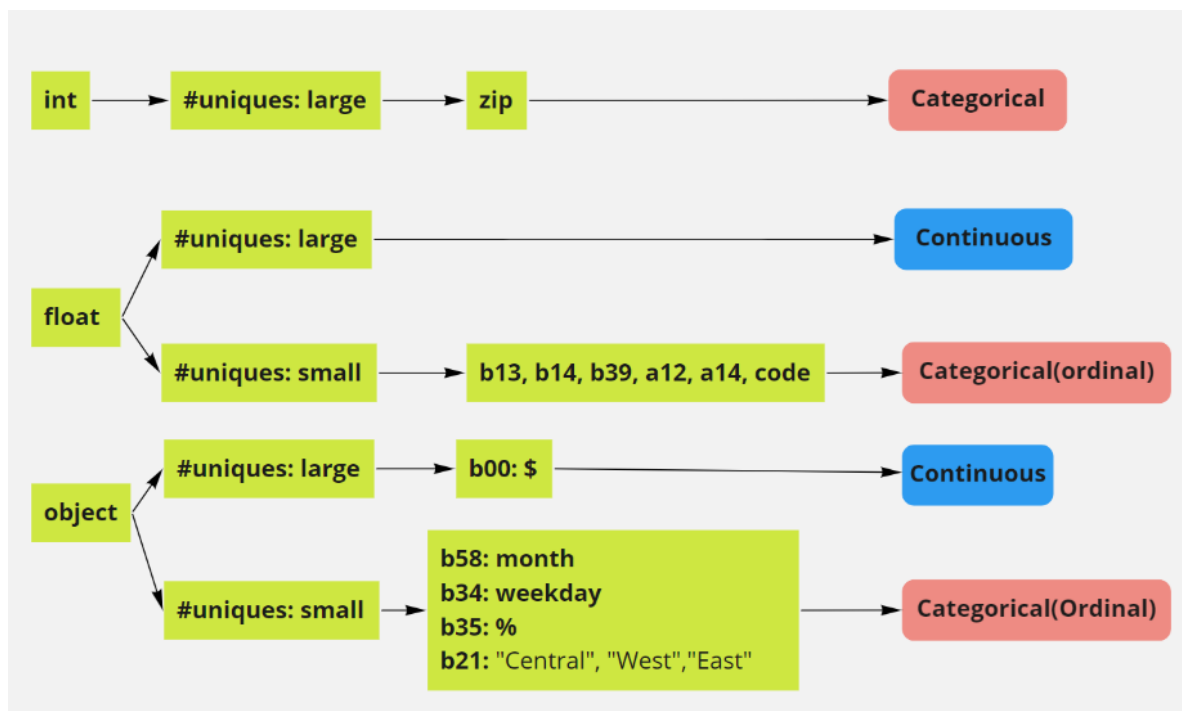 int
#uniques: large
zip
Categorical
#uniques: large
Continuous
float
#uniques: small
b13, b14, b39, a12, a14, code
Categorical(ordinal)
#uniques: large
b00: $
Continuous
object
#uniques: small
b58: month
b34: weekday
b35: %
b21: "Central", "West","East"
Categorical(Ordinal)